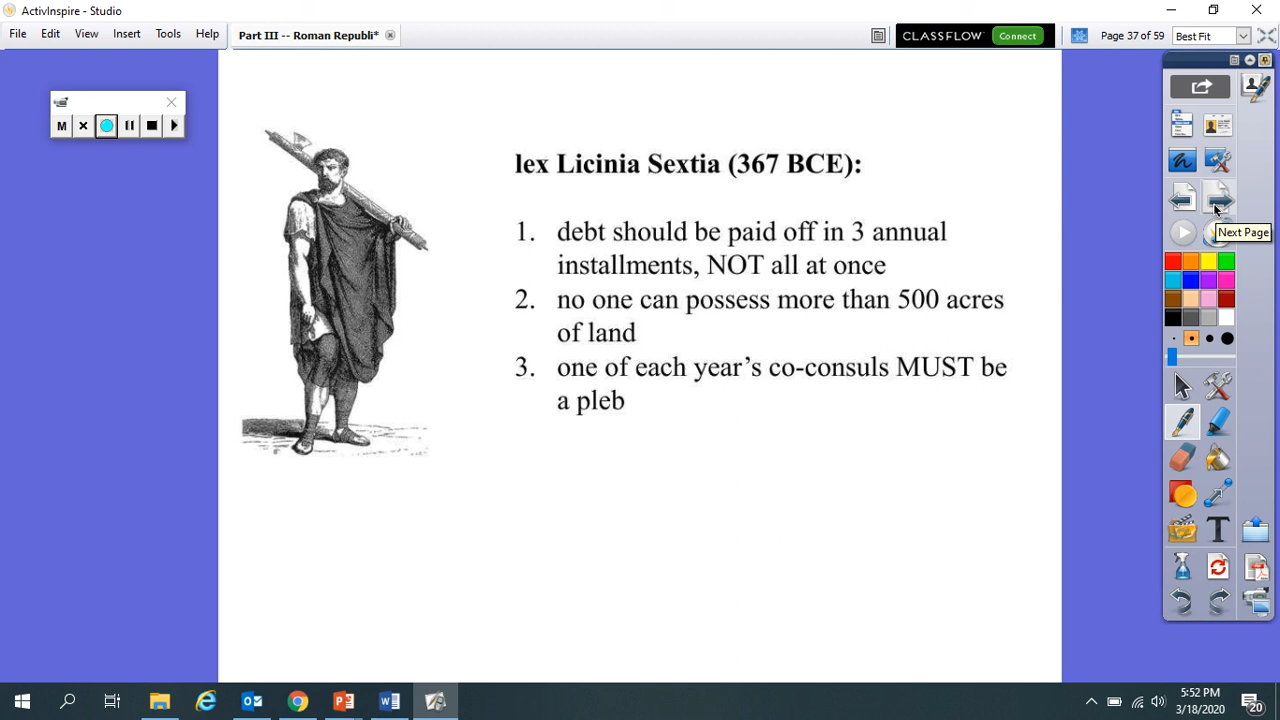 ActivInspire - Studio
File Edit View Insert Tools Help
Part III -- Roman Republi*
CLASSFLOW Connect
Page 37 of 59
Best Fit
M
lex Licinia Sextia (367 BCE):
1. debt should be paid off in 3 annual
installments, NOT all at once
2. no one can possess more than 500 acres
of land
3. one of each year's co-consuls MUST be
a pleb
Next Page
T
5:52 PM
3/18/2020
20